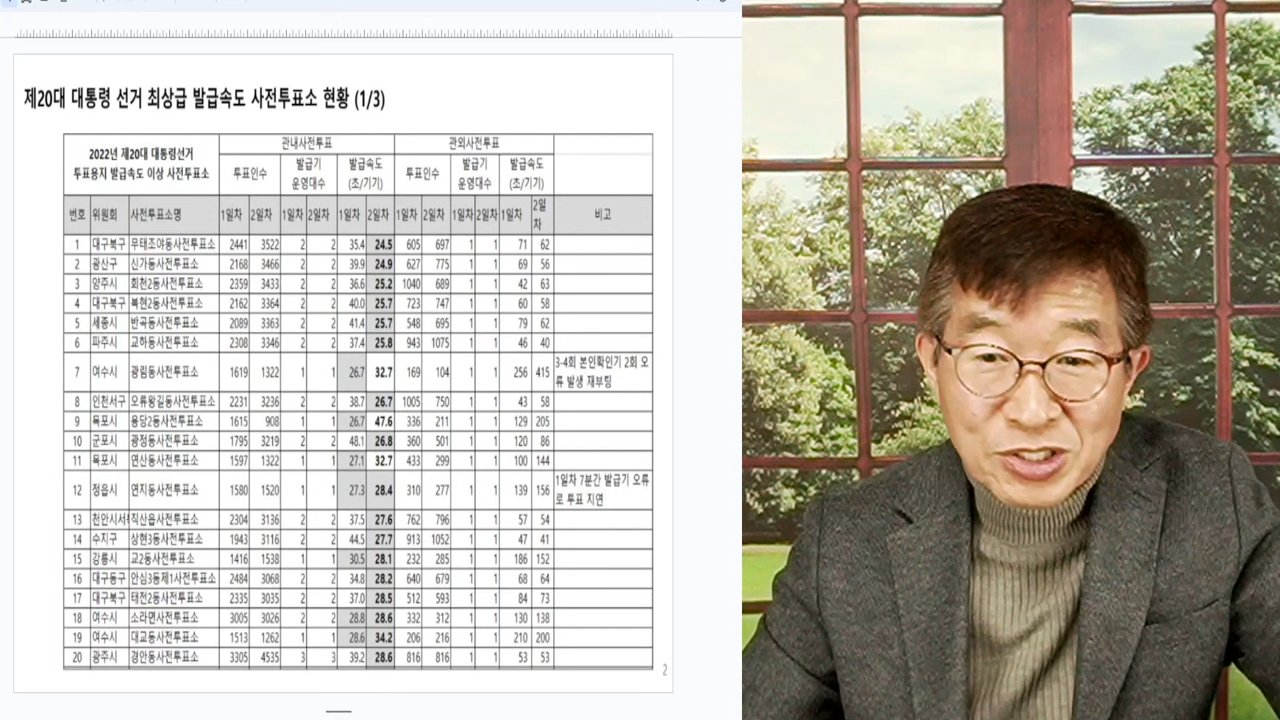 제20대 대통령 선거 최상급 발급속도 사전투표소 현황 (1/3)
2022년 제20대 대통령선거 투표용지 발급속도 이상 사전투표소 관내사전투표 관외사전투표
투표인수 발급기 운영대수 발급속도 (초/기기) 투표인수 발급기 운영대수 발급속도 (초/기기)
번호 위원회 사전투표소명 1일차 2일차 1일차 2일차 1일차 2일차 1일차 2일차 1일차 2일차 1일차 2일차 비고
1 대구북구 무태조야동사전투표소 2441 3522 2 2 35.4 24.5 605 697 1 1 71 62
2 광산구 신가동사전투표소 2168 3466 2 2 39.9 24.9 627 775 1 1 69 56
3 양주시 회천2동사전투표소 2359 3433 2 2 36.6 25.2 1040 689 1 1 42 63
4 대구북구 복현2동사전투표소 2162 3364 2 2 40.0 25.7 723 747 1 1 60 58
5 세종시 반곡동사전투표소 2089 3363 2 2 41.4 25.7 548 695 1 1 79 62
6 파주시 교하동사전투표소 2308 3346 2 2 37.4 25.8 943 1075 1 1 46 40
7 여수시 광림동사전투표소 1619 1322 1 1 26.7 32.7 169 104 1 1 256 415 3-4회 본인확인기 2회 오류 발생 재부팅
8 인천서구 오류왕길동사전투표소 2231 3236 2 2 38.7 26.7 1005 750 1 1 43 58
9 목포시 용당2동사전투표소 1615 908 1 1 26.7 47.6 336 211 1 1 129 205
10 군포시 광정동사전투표소 1795 3219 2 2 48.1 26.8 360 501 1 1 120 86
11 목포시 연산동사전투표소 1597 1322 1 1 27.1 32.7 433 299 1 1 100 144
12 정읍시 연지동사전투표소 1580 1520 1 1 27.3 28.4 310 277 1 1 139 156 1일차 7분간 발급기 오류로 투표 지연
13 천안시서 직산읍사전투표소 2304 3136 2 2 37.5 27.6 762 796 1 1 57 54
14 수지구 상현3동사전투표소 1943 3116 2 2 44.5 27.7 913 1052 1 1 47 41
15 강릉시 교2동사전투표소 1416 1538 1 1 30.5 28.1 232 285 1 1 186 152
16 대구동구 안심3동제1사전투표소 2484 3068 2 2 34.8 28.2 640 679 1 1 68 64
17 대구북구 태전2동사전투표소 2335 3035 2 2 37.0 28.5 512 593 1 1 84 73
18 여수시 소라면사전투표소 3005 3026 2 2 28.8 28.6 332 312 1 1 130 138
19 여수시 대교동사전투표소 1513 1262 1 1 28.6 34.2 206 216 1 1 210 200
20 광주시 경안동사전투표소 3305 4535 3 3 39.2 28.6 816 816 1 1 53 53
2